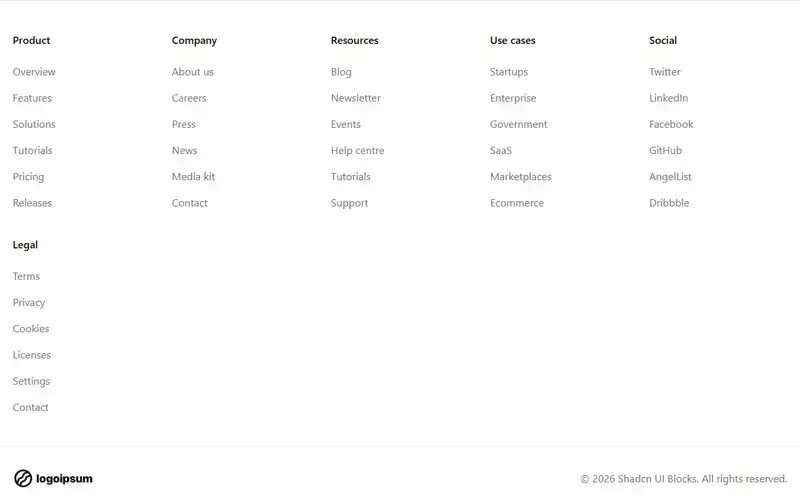 Product
Overview
Features
Solutions
Tutorials
Pricing
Releases
Company
About us
Careers
Press
News
Media kit
Contact
Resources
Blog
Newsletter
Events
Help centre
Tutorials
Support
Use cases
Startups
Enterprise
Government
SaaS
Marketplaces
Ecommerce
Social
Twitter
LinkedIn
Facebook
GitHub
AngelList
Dribbble
Legal
Terms
Privacy
Cookies
Licenses
Settings
Contact
logoipsum
© 2026 Shadcn UI Blocks. All rights reserved.